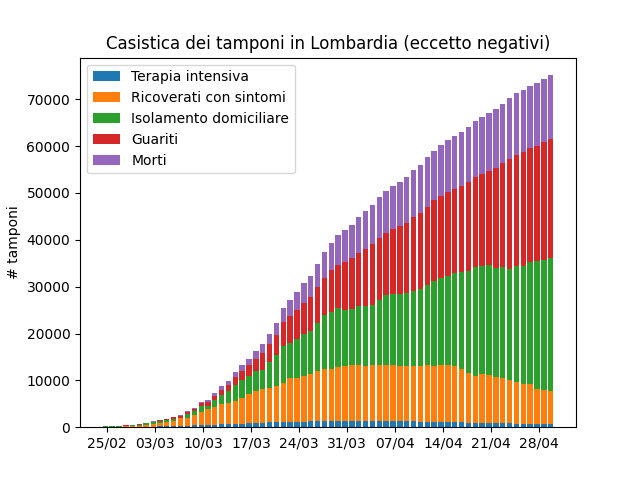 Casistica dei tamponi in Lombardia (eccetto negativi)
Terapia intensiva
Ricoverati con sintomi
Isolamento domiciliare
Guariti
Morti
# tamponi
70000
60000
50000
40000
30000
20000
10000
0
25/02 03/03 10/03 17/03 24/03 31/03 07/04 14/04 21/04 28/04